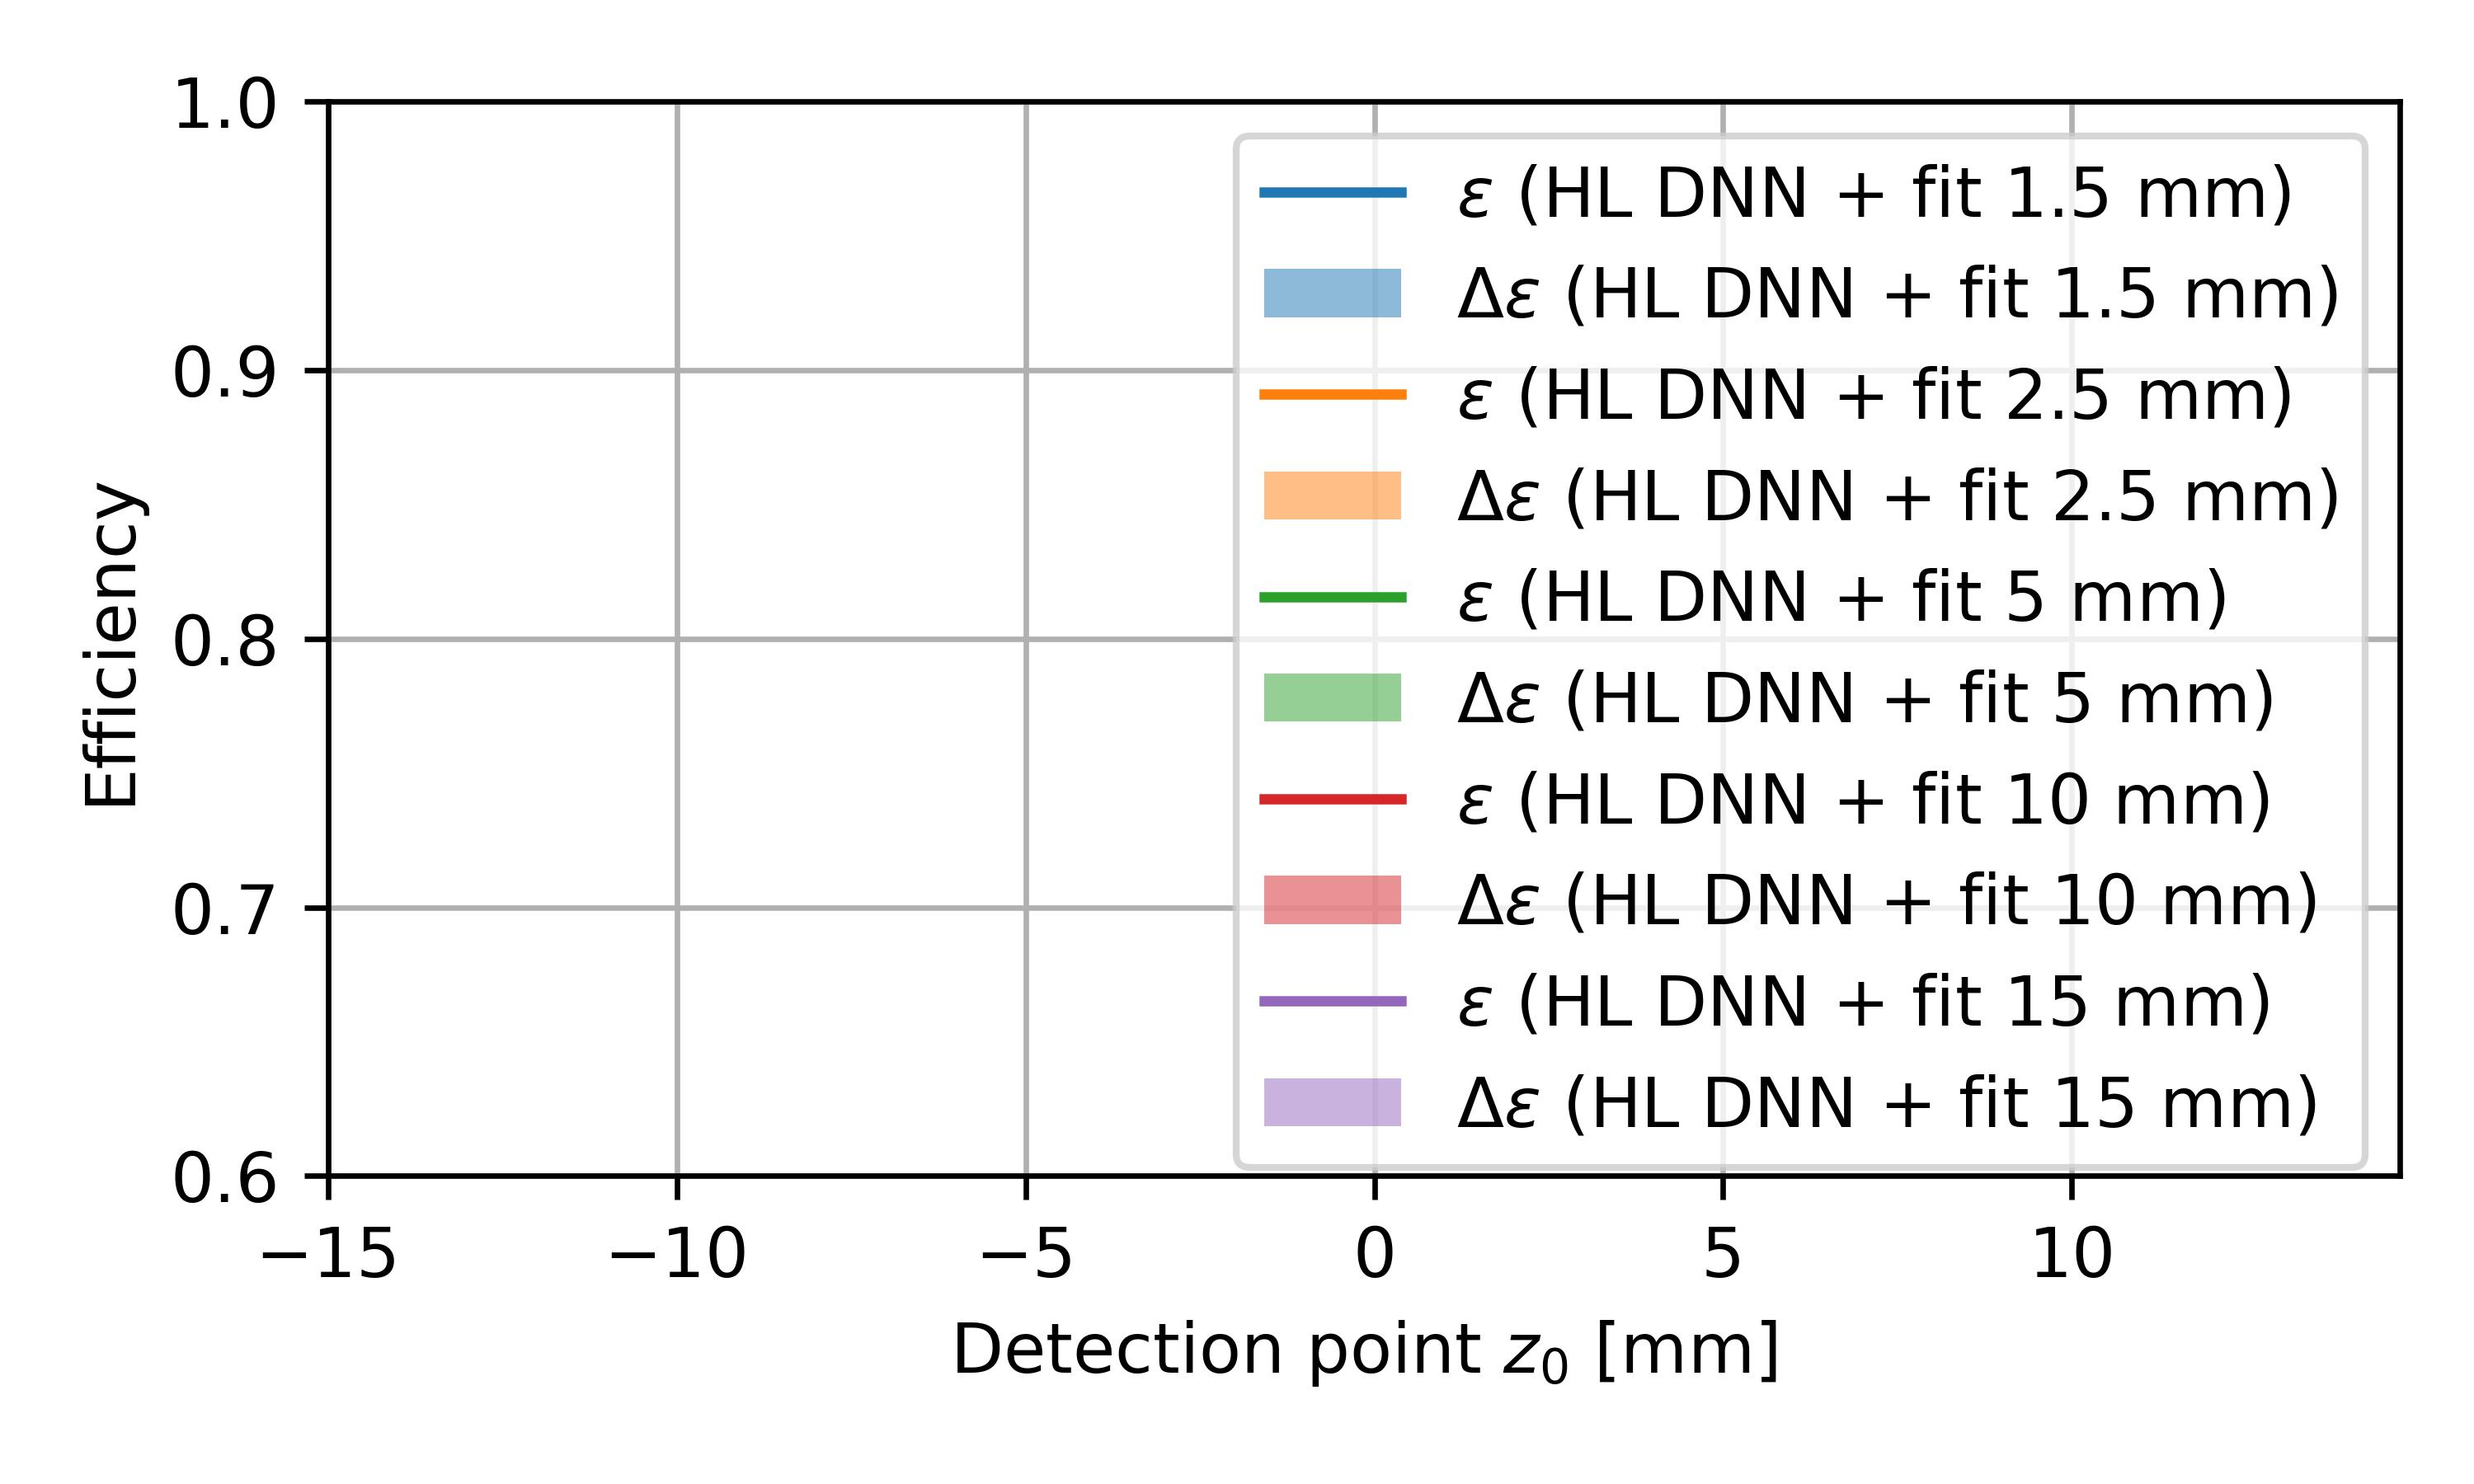 1.0
0.9
0.8
0.7
0.6
Efficiency
ε (HL DNN + fit 1.5 mm)
Δε (HL DNN + fit 1.5 mm)
ε (HL DNN + fit 2.5 mm)
Δε (HL DNN + fit 2.5 mm)
ε (HL DNN + fit 5 mm)
Δε (HL DNN + fit 5 mm)
ε (HL DNN + fit 10 mm)
Δε (HL DNN + fit 10 mm)
ε (HL DNN + fit 15 mm)
Δε (HL DNN + fit 15 mm)
−15 −10 −5 0 5 10
Detection point z₀ [mm]